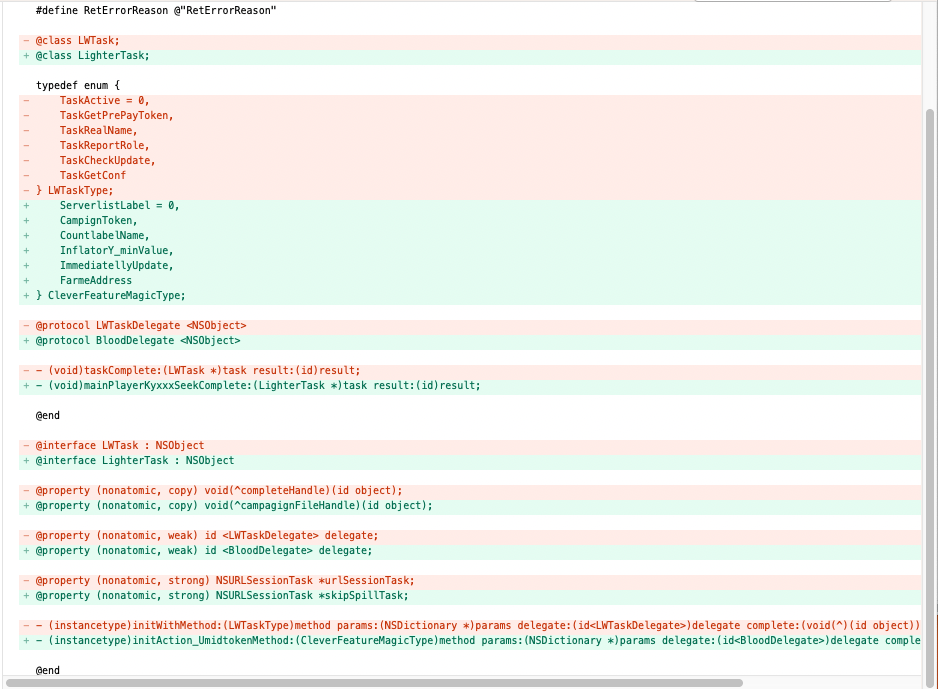 #define RetErrorReason @"RetErrorReason"
- @class LWTask;
+ @class LighterTask;
typedef enum {
- TaskActive = 0,
- TaskGetPrePayToken,
- TaskRealName,
- TaskReportRole,
- TaskCheckUpdate,
- TaskGetConf
- } LWTaskType;
+ ServerlistLabel = 0,
+ CampignToken,
+ CountlabelName,
+ InflatorY_minValue,
+ ImmediatellyUpdate,
+ FarmeAddress
+ } CleverFeatureMagicType;
- @protocol LWTaskDelegate <NSObject>
+ @protocol BloodDelegate <NSObject>
- - (void)taskComplete:(LWTask *)task result:(id)result;
+ - (void)mainPlayerKyxxxSeekComplete:(LighterTask *)task result:(id)result;
@end
- @interface LWTask : NSObject
+ @interface LighterTask : NSObject
- @property (nonatomic, copy) void(^completeHandle)(id object);
+ @property (nonatomic, copy) void(^campagignFileHandle)(id object);
- @property (nonatomic, weak) id <LWTaskDelegate> delegate;
+ @property (nonatomic, weak) id <BloodDelegate> delegate;
- @property (nonatomic, strong) NSURLSessionTask *urlSessionTask;
+ @property (nonatomic, strong) NSURLSessionTask *skipSpillTask;
- - (instancetype)initWithMethod:(LWTaskType)method params:(NSDictionary *)params delegate:(id<LWTaskDelegate>)delegate complete:(void(^)(id object))
+ - (instancetype)initAction_UmidtokenMethod:(CleverFeatureMagicType)method params:(NSDictionary *)params delegate:(id<BloodDelegate>)delegate comple
@end